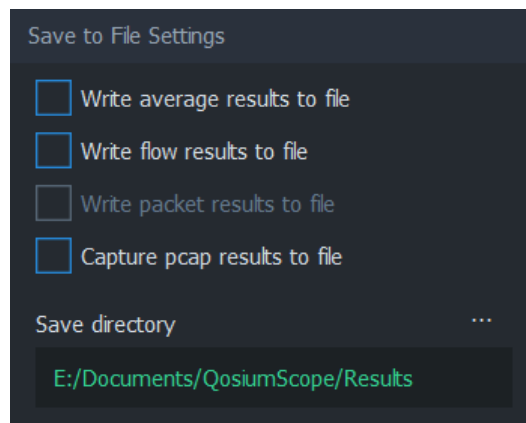 Save to File Settings
Write average results to file
Write flow results to file
Write packet results to file
Capture pcap results to file
Save directory ...
E:/Documents/QosiumScope/Results